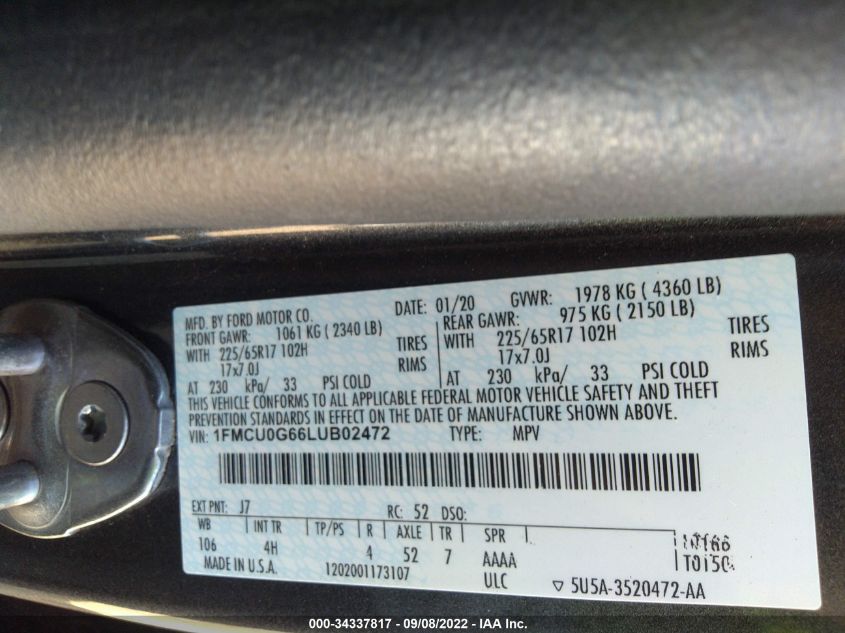 MFD. BY FORD MOTOR CO. DATE: 01/20 GVWR: 1978 KG ( 4360 LB)
FRONT GAWR: 1061 KG ( 2340 LB) REAR GAWR: 975 KG ( 2150 LB)
WITH 225/65R17 102H TIRES WITH 225/65R17 102H TIRES
17x7.0J RIMS 17x7.0J RIMS
AT 230 kPa/ 33 PSI COLD AT 230 kPa/ 33 PSI COLD
THIS VEHICLE CONFORMS TO ALL APPLICABLE FEDERAL MOTOR VEHICLE SAFETY AND THEFT
PREVENTION STANDARDS IN EFFECT ON THE DATE OF MANUFACTURE SHOWN ABOVE.
VIN: 1FMCU0G66LUB02472 TYPE: MPV
EXT PNT: J7 RC: 52 DSO:
WB INT TR TP/PS R AXLE TR SPR
106 4H 4 52 7 AAAA
MADE IN U.S.A. 1202001173107 ULC
▽ 5U5A-3520472-AA
000-34337817 - 09/08/2022 - IAA Inc.